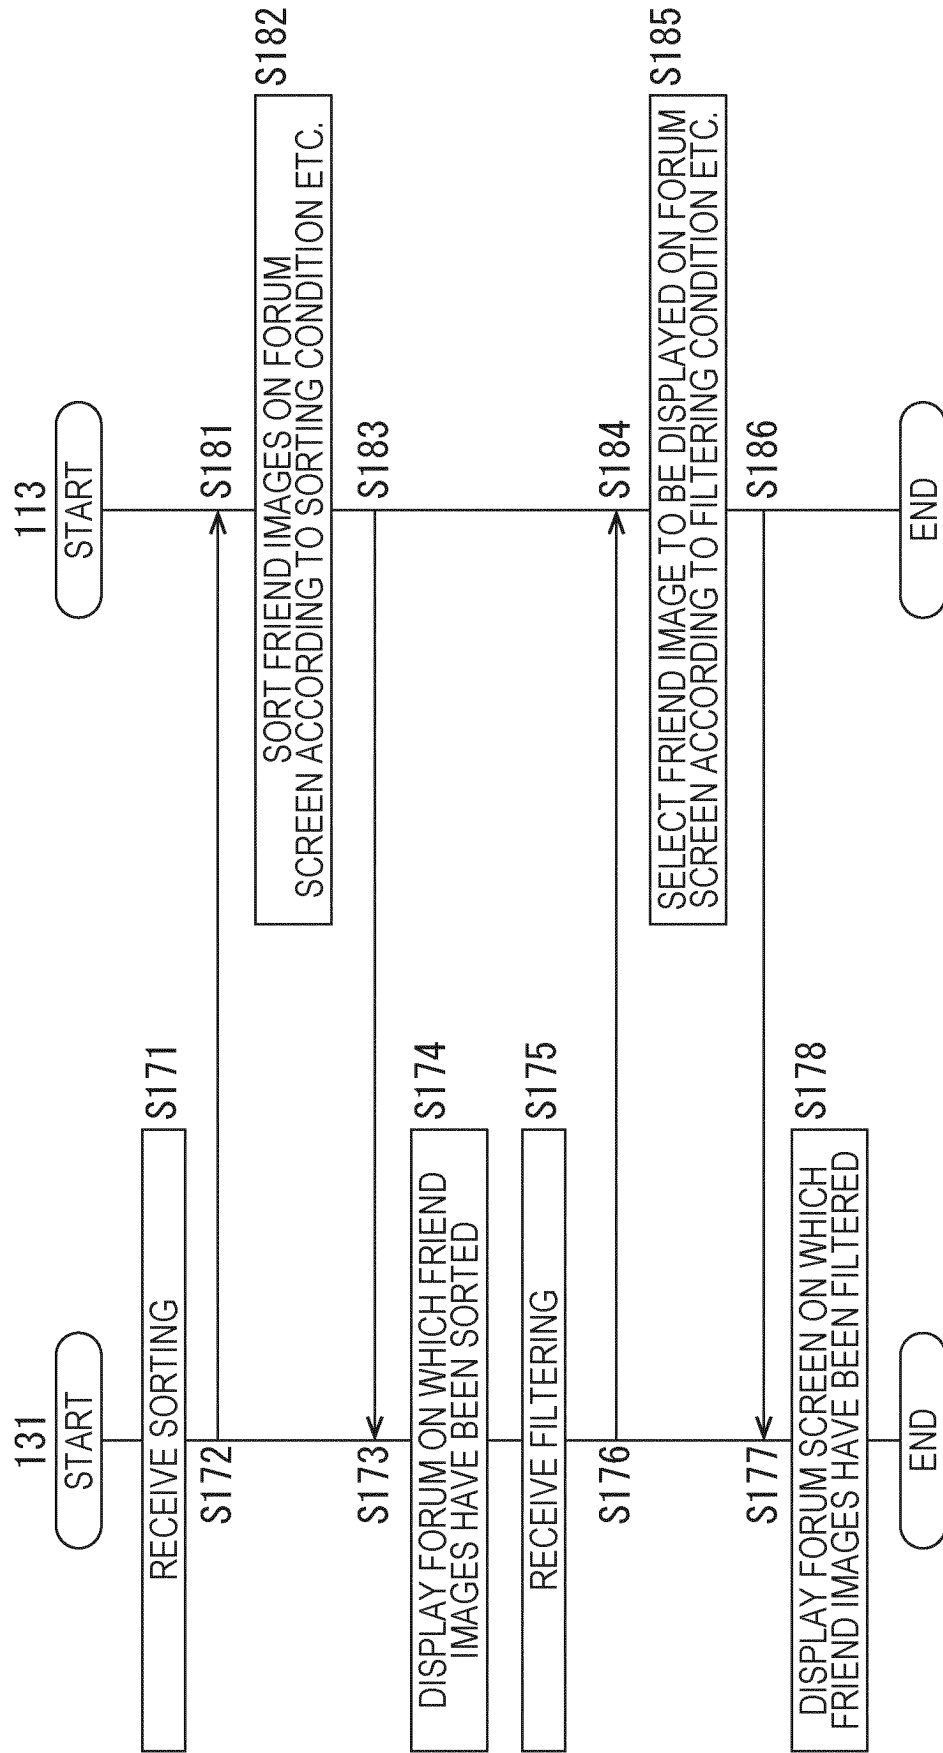 131
START
RECEIVE SORTING
S171
S172
S173
DISPLAY FORUM ON WHICH FRIEND
IMAGES HAVE BEEN SORTED
S174
RECEIVE FILTERING
S175
S176
S177
DISPLAY FORUM SCREEN ON WHICH
FRIEND IMAGES HAVE BEEN FILTERED
S178
END
113
START
S181
SORT FRIEND IMAGES ON FORUM
SCREEN ACCORDING TO SORTING CONDITION ETC.
S182
S183
S184
SELECT FRIEND IMAGE TO BE DISPLAYED ON FORUM
SCREEN ACCORDING TO FILTERING CONDITION ETC.
S185
S186
END